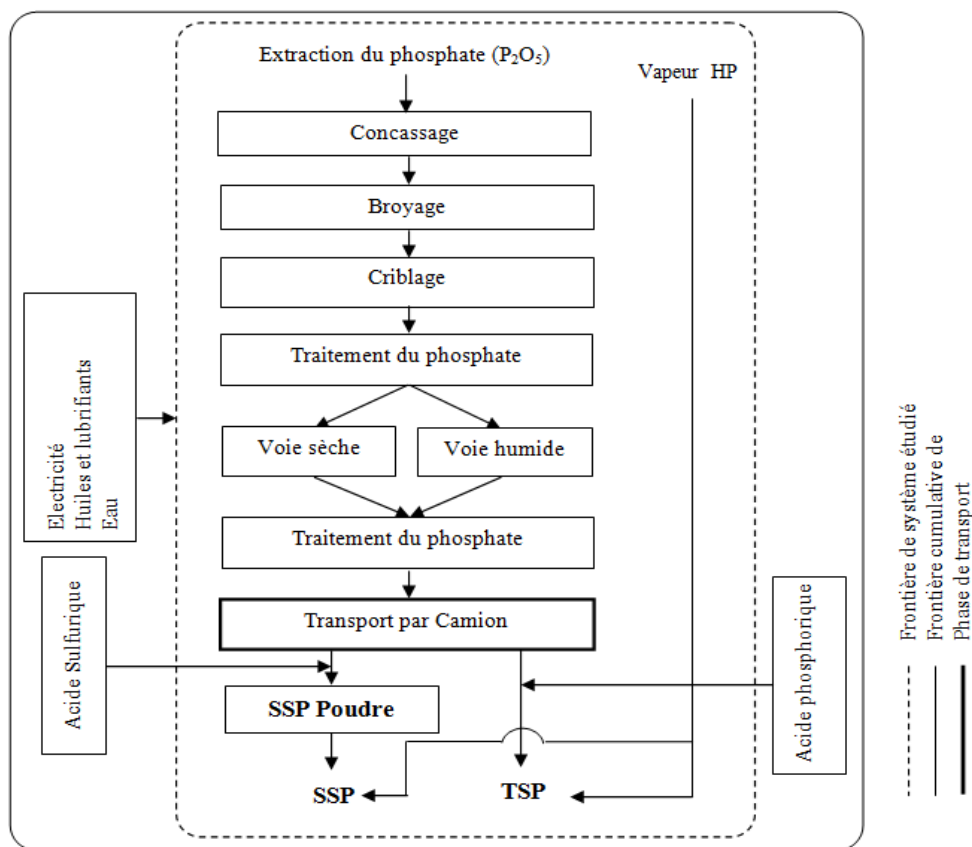 Extraction du phosphate (P₂O₅)
Vapeur HP
Concassage
Broyage
Criblage
Traitement du phosphate
Voie sèche
Voie humide
Traitement du phosphate
Transport par Camion
SSP Poudre
SSP
TSP
Electricité
Huiles et lubrifiants
Eau
Acide Sulfurique
Acide phosphorique
Frontière de système étudié
Frontière cumulative de
Phase de transport